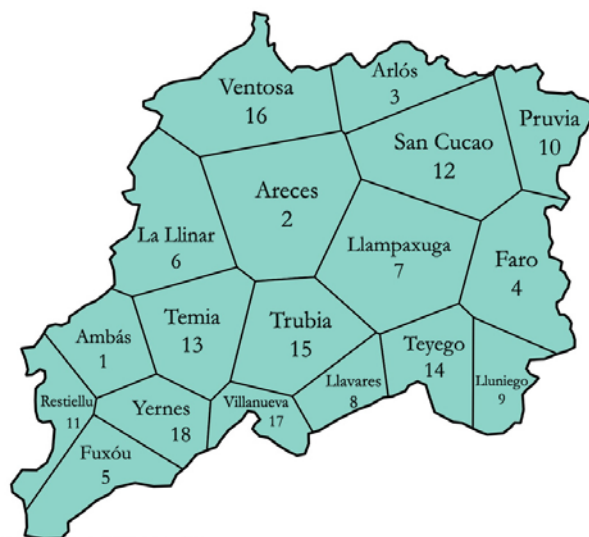 Arlós
3
Ventosa
16
Pruvia
10
San Cucao
12
Areces
2
La Llinar
6
Llampaxuga
7
Faro
4
Temia
13
Trubia
15
Ambás
1
Teyego
14
Lluniego
9
Llavares
8
Restiellu
11
Yernes
18
Villanueva
17
Fuxóu
5